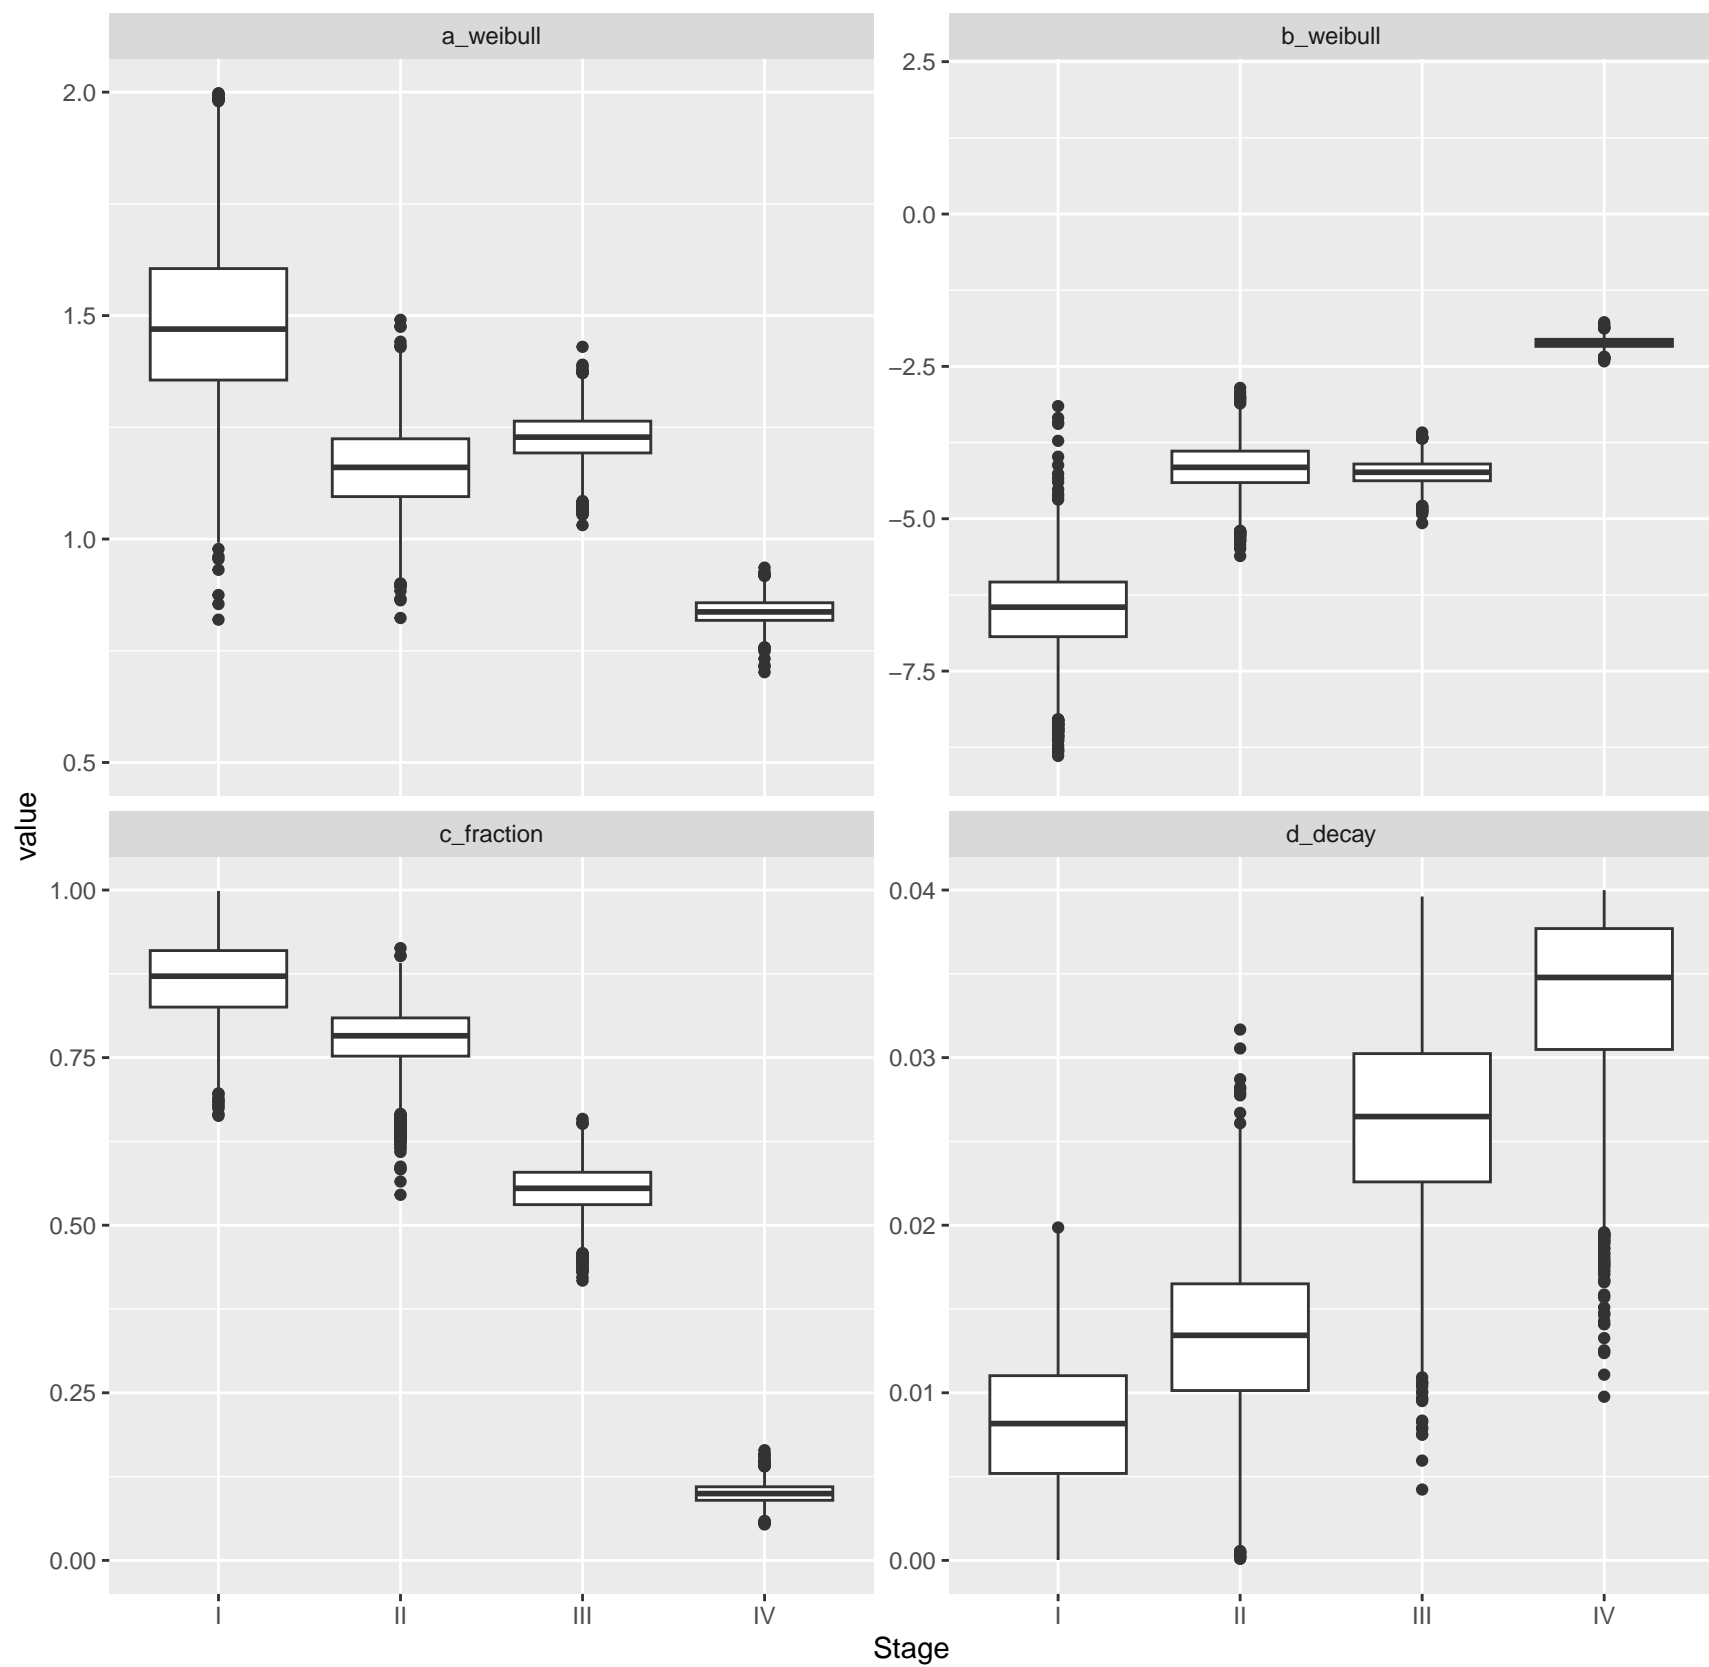 a_weibull
b_weibull
2.0
1.5
1.0
0.5
2.5
0.0
−2.5
−5.0
−7.5
value
c_fraction
d_decay
1.00
0.75
0.50
0.25
0.00
0.04
0.03
0.02
0.01
0.00
I II III IV
I II III IV
Stage